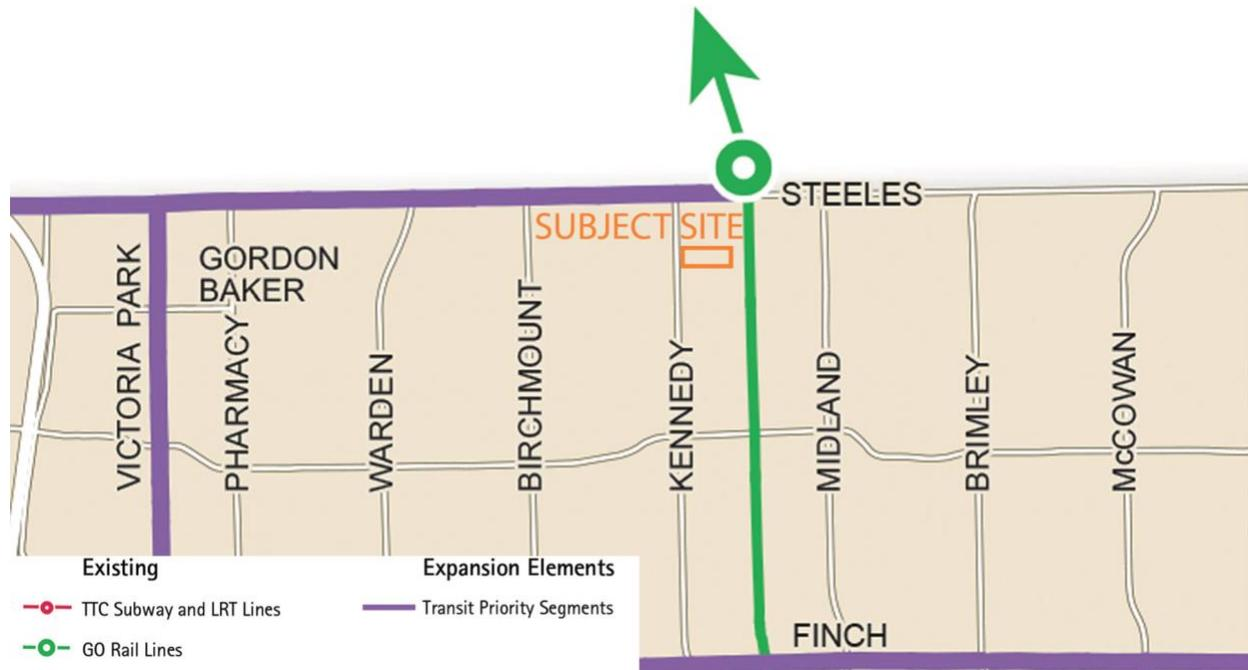 STEELES
SUBJECT SITE
GORDON
BAKER
VICTORIA PARK
PHARMACY
WARDEN
BIRCHMOUNT
KENNEDY
MIDLAND
BRIMLEY
McCOWAN
FINCH
Existing
TTC Subway and LRT Lines
GO Rail Lines
Expansion Elements
Transit Priority Segments